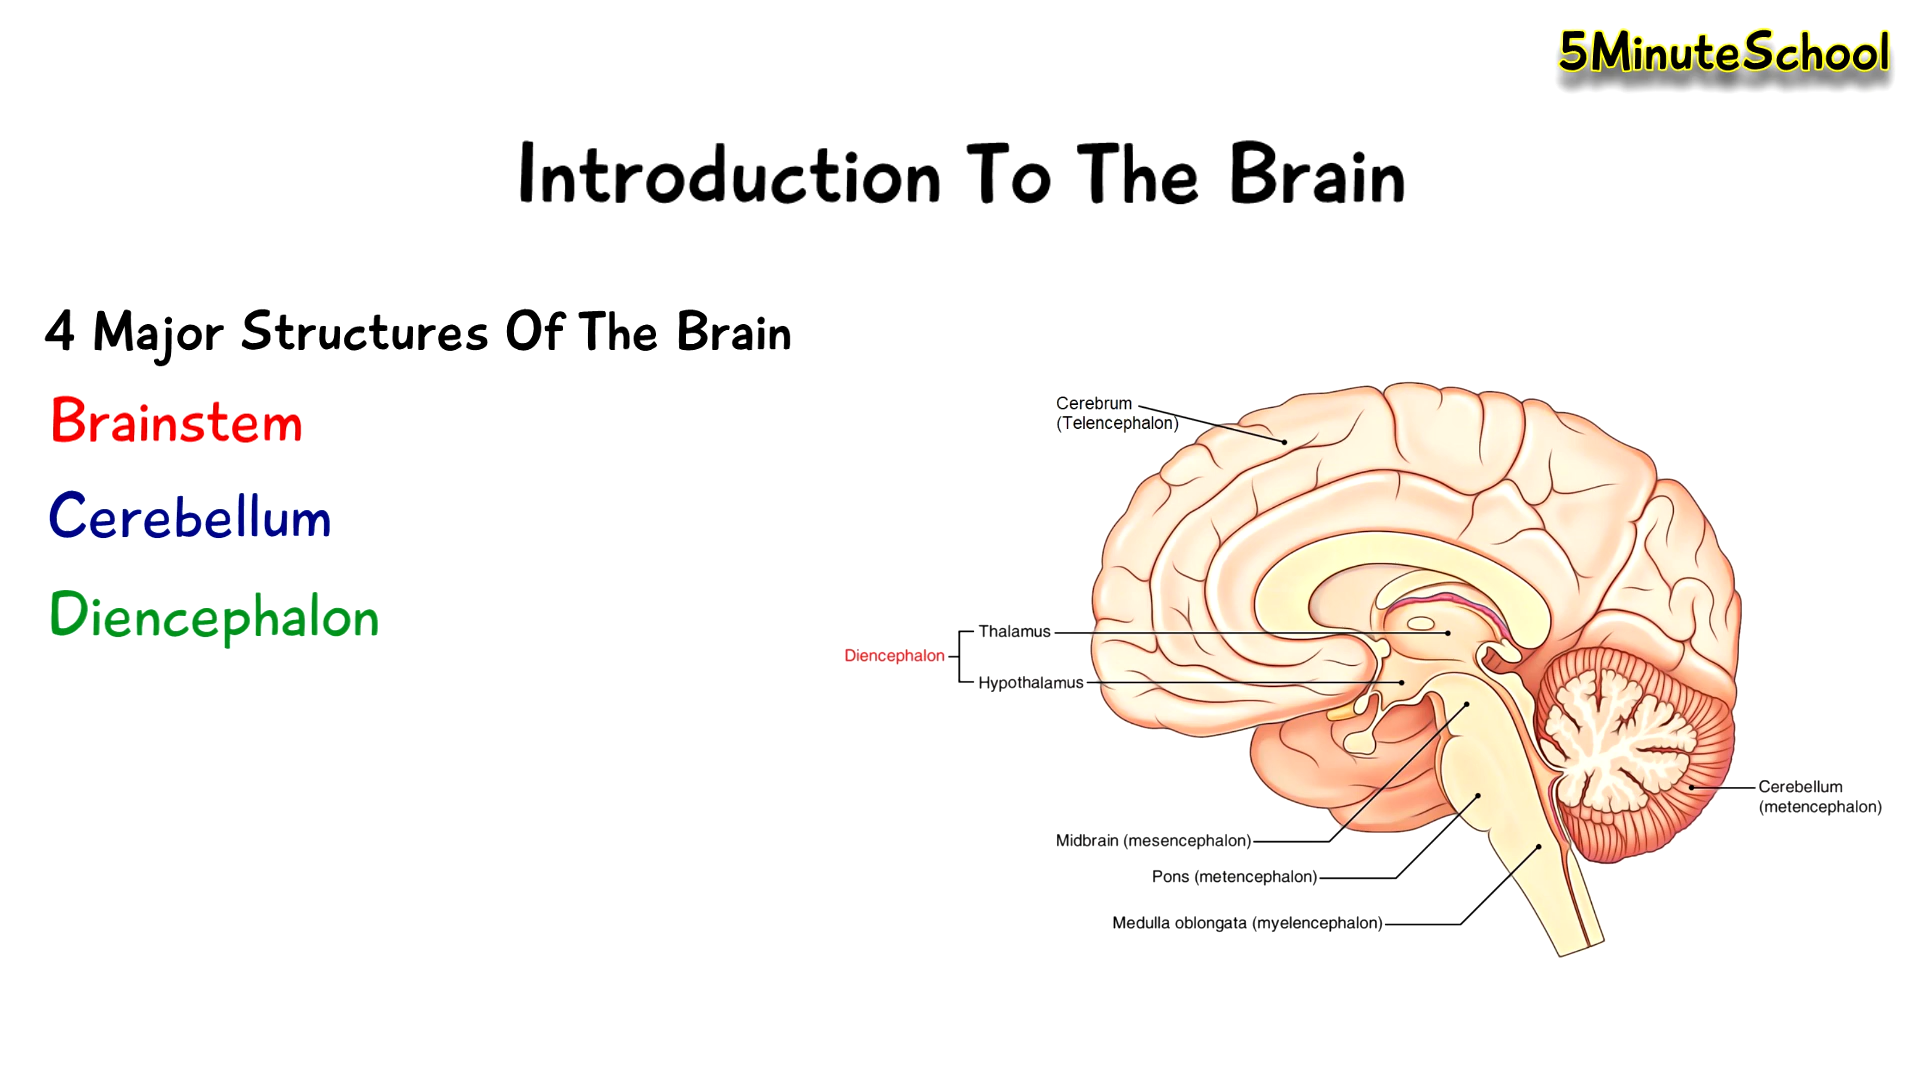 5MinuteSchool
Introduction To The Brain
4 Major Structures Of The Brain
Brainstem
Cerebellum
Diencephalon
Cerebrum
(Telencephalon)
Thalamus
Diencephalon
Hypothalamus
Cerebellum
(metencephalon)
Midbrain (mesencephalon)
Pons (metencephalon)
Medulla oblongata (myelencephalon)